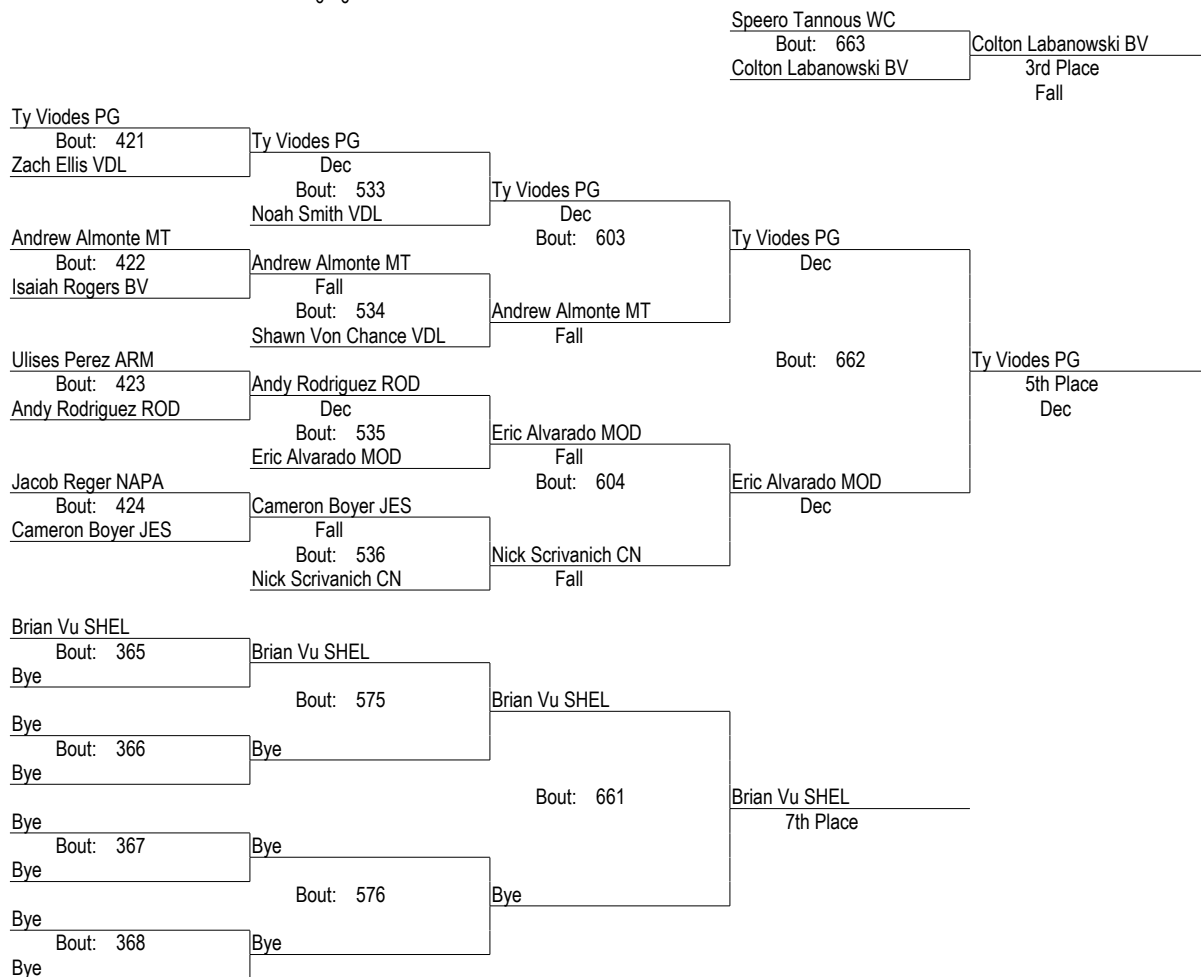 Speero Tannous WC
Bout: 663 Colton Labanowski BV
Colton Labanowski BV 3rd Place
Fall
Ty Viodes PG
Bout: 421 Ty Viodes PG
Zach Ellis VDL Dec
Bout: 533 Ty Viodes PG
Noah Smith VDL Dec
Andrew Almonte MT Bout: 603 Ty Viodes PG
Bout: 422 Andrew Almonte MT Dec
Isaiah Rogers BV Fall
Bout: 534 Andrew Almonte MT
Shawn Von Chance VDL Fall
Ulises Perez ARM Bout: 662 Ty Viodes PG
Bout: 423 Andy Rodriguez ROD 5th Place
Andy Rodriguez ROD Dec Dec
Bout: 535 Eric Alvarado MOD
Eric Alvarado MOD Fall
Jacob Reger NAPA Bout: 604 Eric Alvarado MOD
Bout: 424 Cameron Boyer JES Dec
Cameron Boyer JES Fall
Bout: 536 Nick Scrivanich CN
Nick Scrivanich CN Fall
Brian Vu SHEL
Bout: 365 Brian Vu SHEL
Bye
Bout: 575 Brian Vu SHEL
Bye
Bout: 366 Bye
Bye
Bout: 661 Brian Vu SHEL
Bye 7th Place
Bout: 367 Bye
Bye
Bout: 576 Bye
Bye
Bout: 368 Bye
Bye